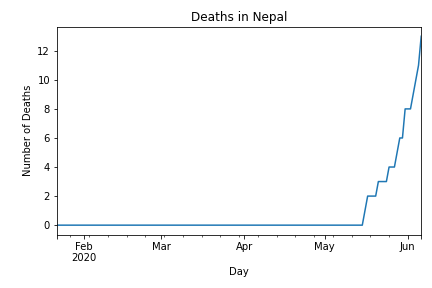 Deaths in Nepal
Number of Deaths
12
10
8
6
4
2
0
Feb
2020
Mar
Apr
May
Jun
Day